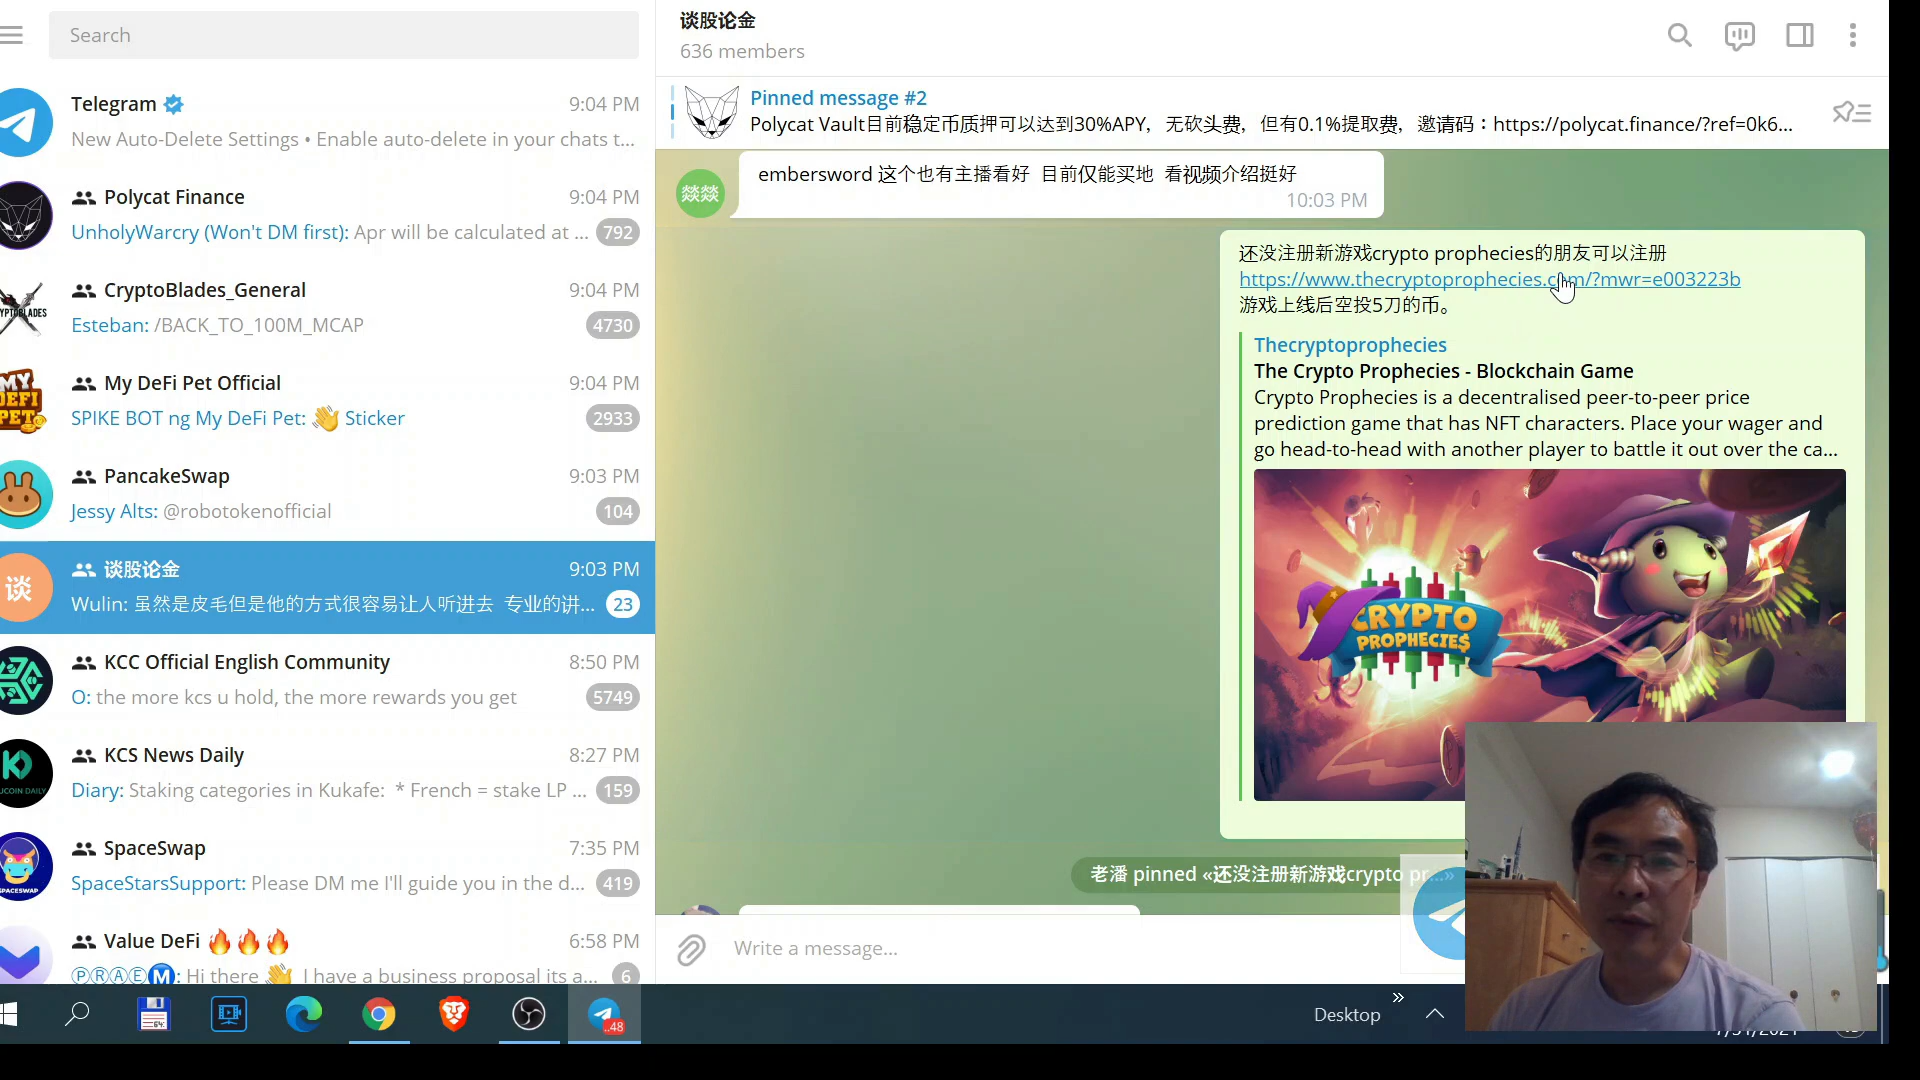 Search
Telegram
9:04 PM
New Auto-Delete Settings • Enable auto-delete in your chats t...
Polycat Finance
9:04 PM
UnholyWarcry (Won't DM first): Apr will be calculated at ...
792
CryptoBlades_General
9:04 PM
Esteban: /BACK_TO_100M_MCAP
4730
My DeFi Pet Official
9:04 PM
SPIKE BOT ng My DeFi Pet: 👋 Sticker
2933
MY
DEFI
PET
PancakeSwap
9:03 PM
Jessy Alts: @robotokenofficial
104
谈
谈股论金
9:03 PM
Wulin: 虽然是皮毛但是他的方式很容易让人听进去 专业的讲...
23
KCC Official English Community
8:50 PM
O: the more kcs u hold, the more rewards you get
5749
KCS News Daily
8:27 PM
Diary: Staking categories in Kukafe: * French = stake LP ...
159
SpaceSwap
7:35 PM
SpaceStarsSupport: Please DM me I'll guide you in the d...
419
SPACESWAP
Value DeFi 🔥🔥🔥
6:58 PM
ⓅⓇⒶⒺⓂ: Hi there 👋 I have a business proposal its a...
6
谈股论金
636 members
Pinned message #2
Polycat Vault目前稳定币质押可以达到30%APY，无砍头费，但有0.1%提取费，邀请码：https://polycat.finance/?ref=0k6...
燚燚
embersword 这个也有主播看好 目前仅能买地 看视频介绍挺好
10:03 PM
还没注册新游戏crypto prophecies的朋友可以注册
https://www.thecryptoprophecies.com/?mwr=e003223b
游戏上线后空投5刀的币。
Thecryptoprophecies
The Crypto Prophecies - Blockchain Game
Crypto Prophecies is a decentralised peer-to-peer price
prediction game that has NFT characters. Place your wager and
go head-to-head with another player to battle it out over the ca...
CRYPTO
PROPHECIES
老潘 pinned «还没注册新游戏crypto pr...»
Write a message...
..48
Desktop